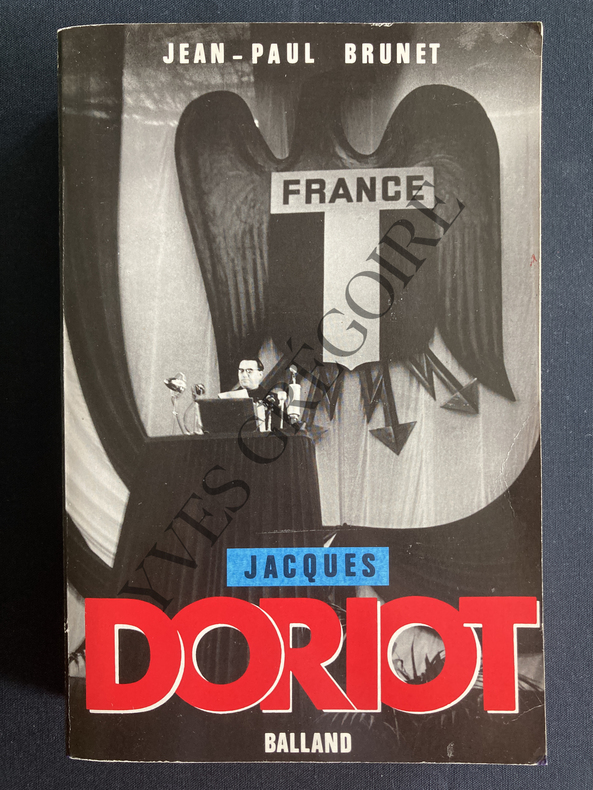 JEAN-PAUL BRUNET
FRANCE
YVES GRÉGOIRE
JACQUES
DORIOT
BALLAND